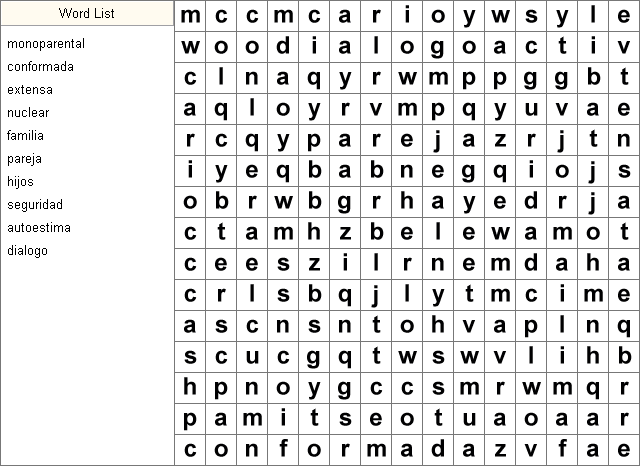 Word List
monoparental
conformada
extensa
nuclear
familia
pareja
hijos
seguridad
autoestima
dialogo
m c c m c a r i o y w s y l e
w o o d i a l o g o a c t i v
c l n a q y r w m p p g g b t
a q l o y r v m p q y u v a e
r c q y p a r e j a z r j t n
i y e q b a b n e g q i o j s
o b r w b g r h a y e d r j a
c t a m h z b e l e w a m o t
c e e s z i l r n e m d a h a
c r l s b q j l y t m c i m e
a s c n s n t o h v a p l n q
s c u c g q t w s w v l i h b
h p n o y g c c s m r w m q r
p a m i t s e o t u a o a a r
c o n f o r m a d a z v f a e